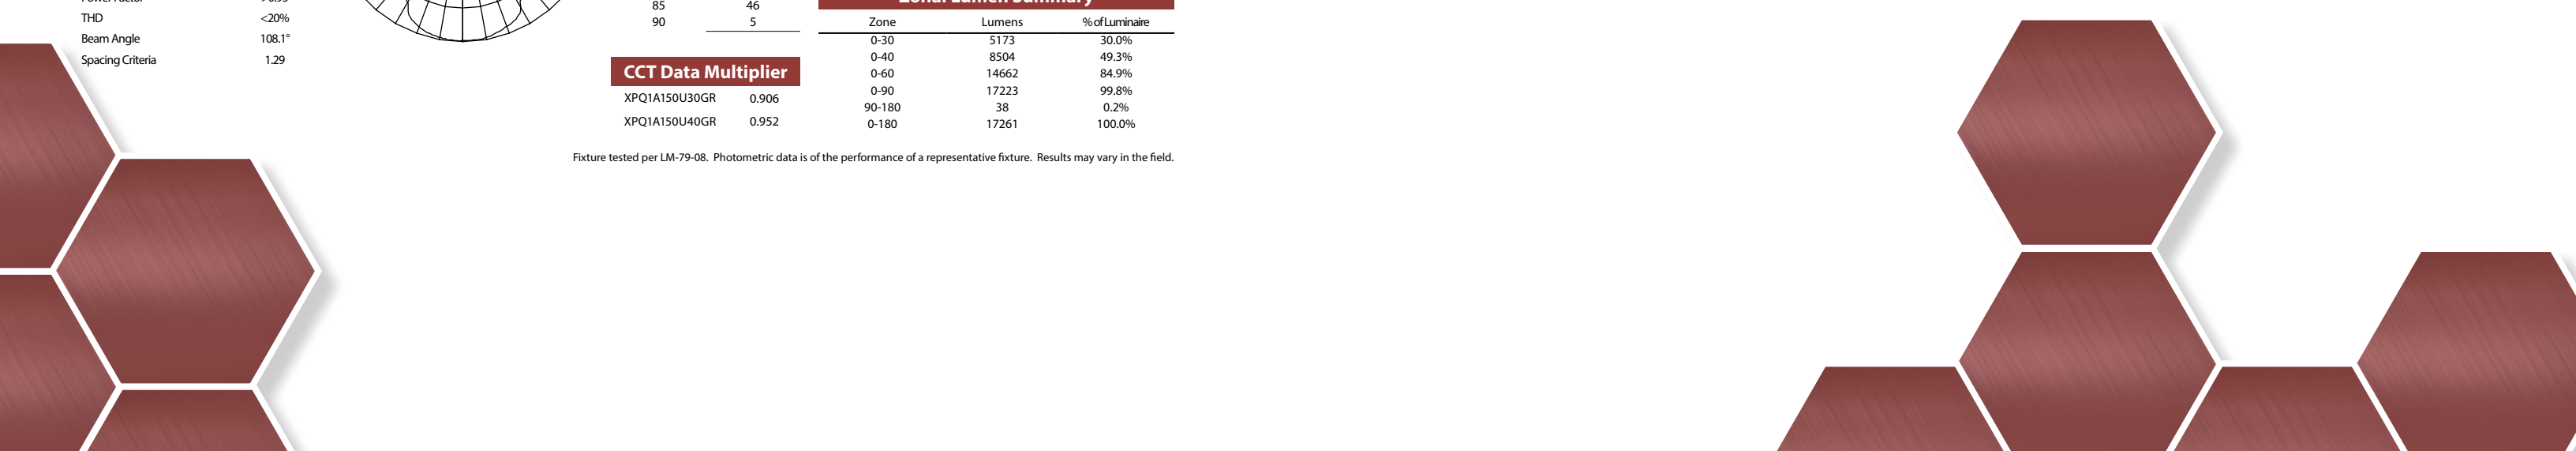 THD <20%
Beam Angle 108.1°
Spacing Criteria 1.29
85 46
90 5
CCT Data Multiplier
XPQ1A150U30GR 0.906
XPQ1A150U40GR 0.952
Zonal Lumen Summary
Zone Lumens % of Luminaire
0-30 5173 30.0%
0-40 8504 49.3%
0-60 14662 84.9%
0-90 17223 99.8%
90-180 38 0.2%
0-180 17261 100.0%
Fixture tested per LM-79-08. Photometric data is of the performance of a representative fixture. Results may vary in the field.